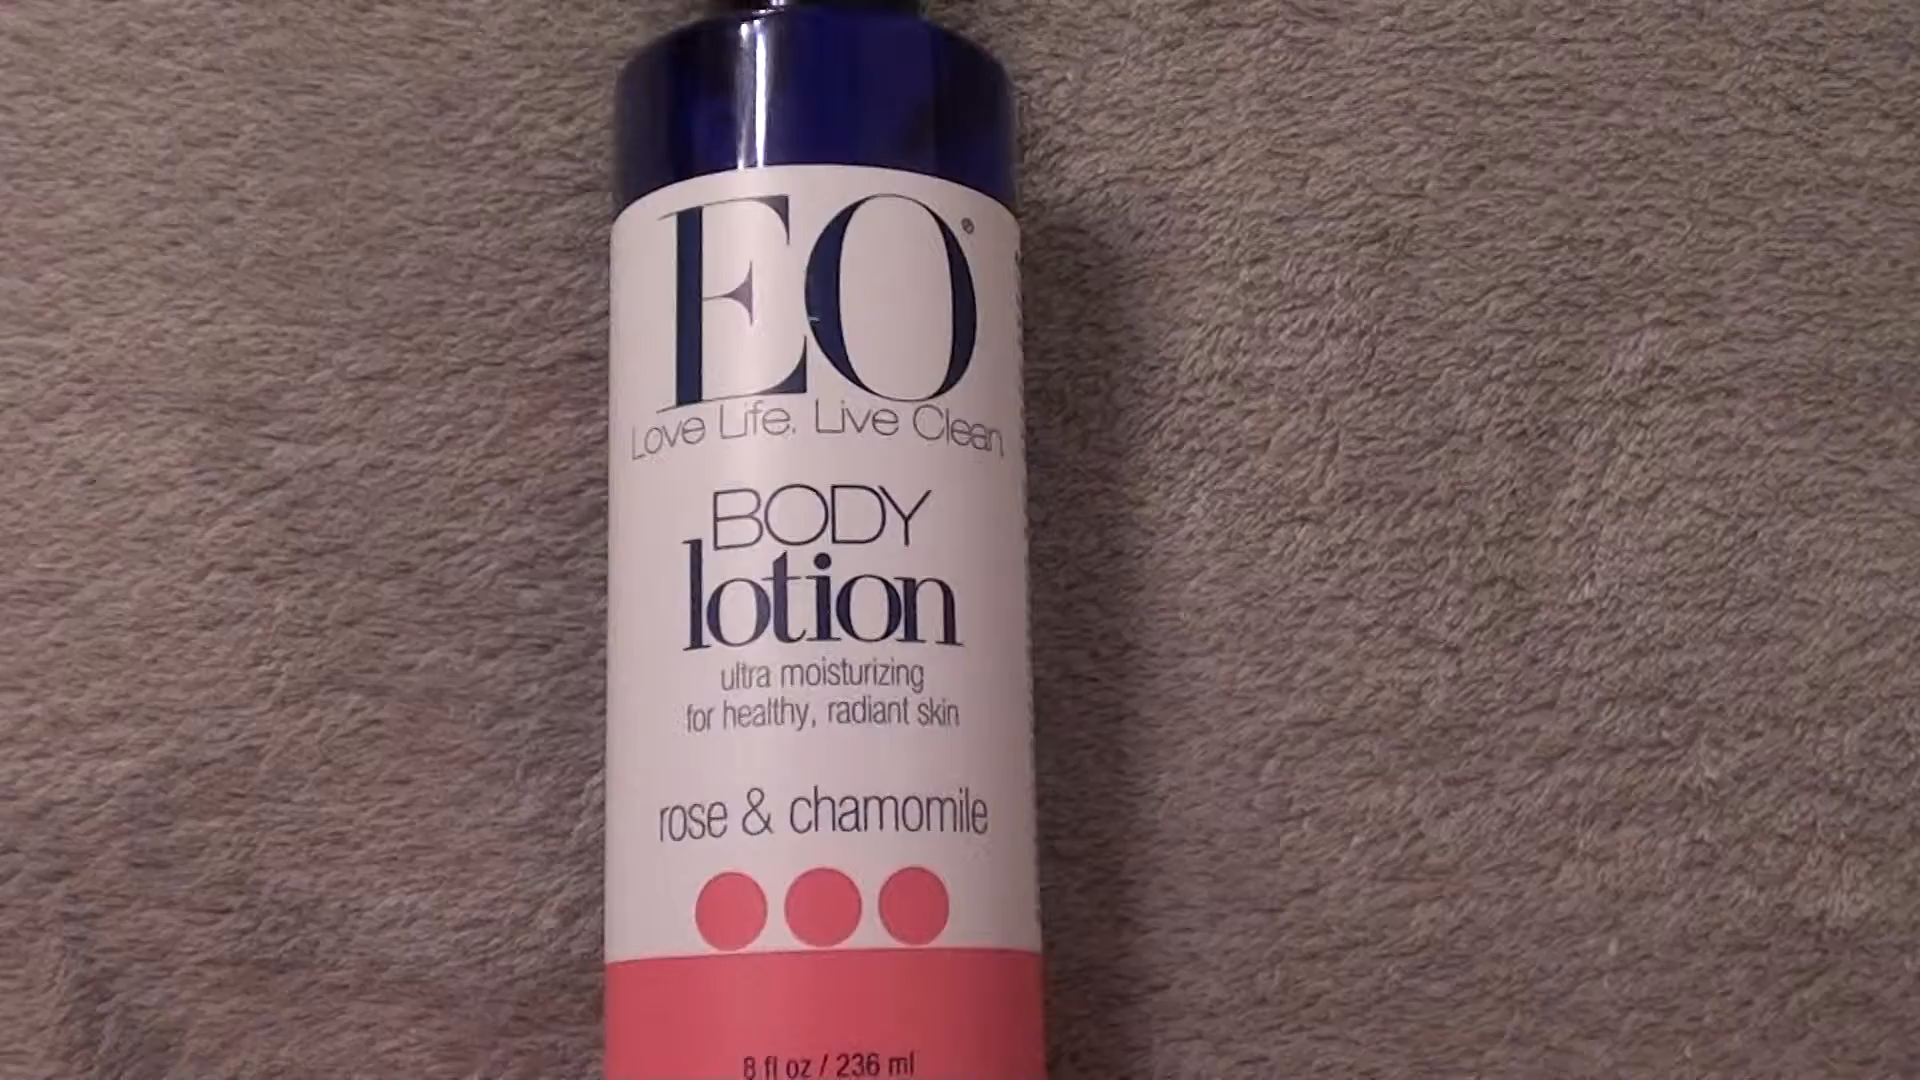 EO®
Love Life. Live Clean.
BODY
lotion
ultra moisturizing
for healthy, radiant skin
rose & chamomile
8 fl oz / 236 ml